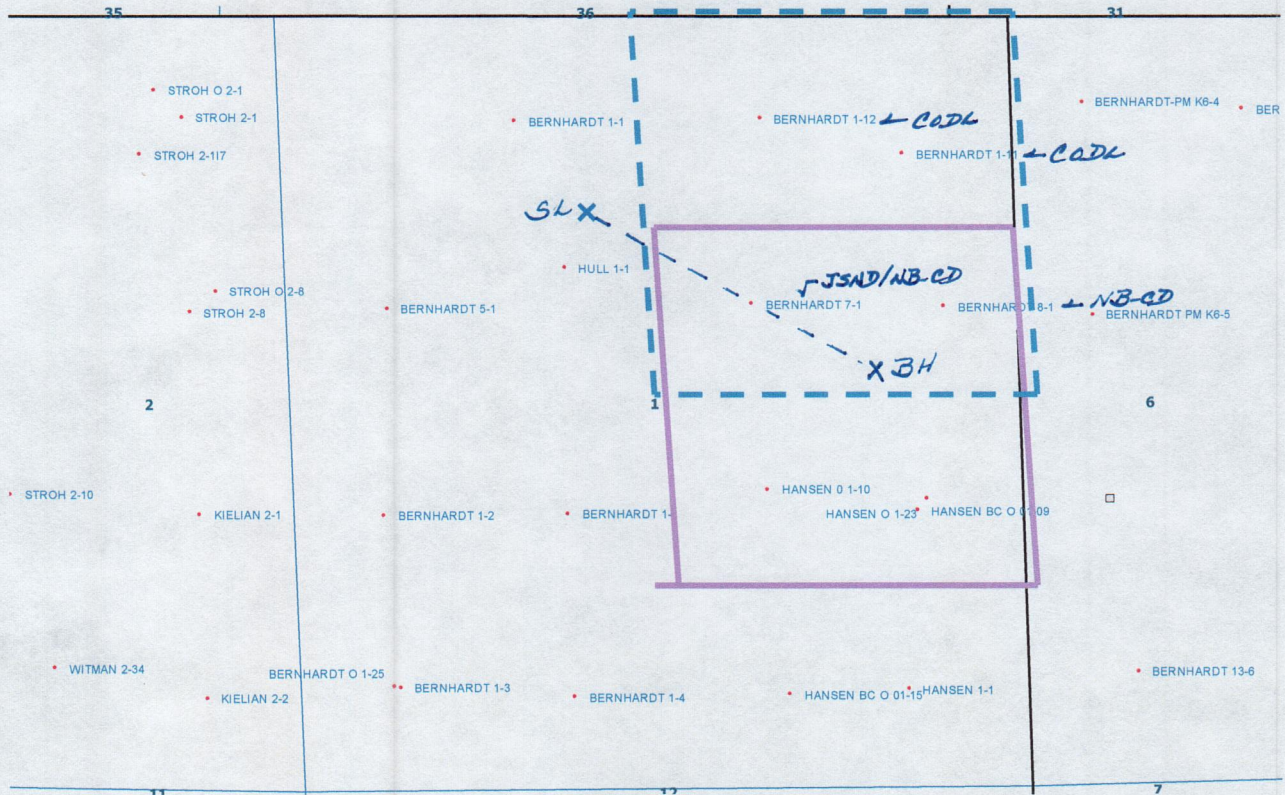 35
36
31
STROH O 2-1
STROH 2-1
STROH 2-1I7
BERNHARDT 1-1
BERNHARDT 1-12 ← CODL
BERNHARDT 1-11 ← CODL
BERNHARDT-PM K6-4
BER
SL X
HULL 1-1
JSND/NB-CD
STROH O 2-8
STROH 2-8
BERNHARDT 5-1
BERNHARDT 7-1
BERNHARDT 8-1 ← NB-CD
BERNHARDT PM K6-5
X BH
2
1
6
STROH 2-10
KIELIAN 2-1
BERNHARDT 1-2
BERNHARDT 1-
HANSEN 0 1-10
HANSEN O 1-23
HANSEN BC O 01-09
WITMAN 2-34
BERNHARDT O 1-25
KIELIAN 2-2
BERNHARDT 1-3
BERNHARDT 1-4
HANSEN BC O 01-15
HANSEN 1-1
BERNHARDT 13-6
11
12
7